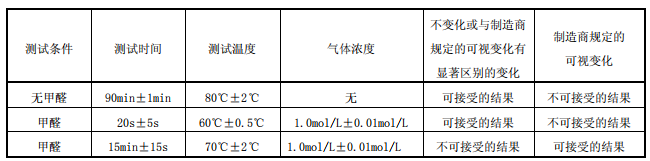 测试条件 测试时间 测试温度 气体浓度 不变化或与制造商规定的可视变化有显著区别的变化 制造商规定的可视变化
无甲醛 90min±1min 80℃±2℃ 无 可接受的结果 不可接受的结果
甲醛 20s±5s 60℃±0.5℃ 1.0mol/L±0.01mol/L 可接受的结果 不可接受的结果
甲醛 15min±15s 70℃±2℃ 1.0mol/L±0.01mol/L 不可接受的结果 可接受的结果